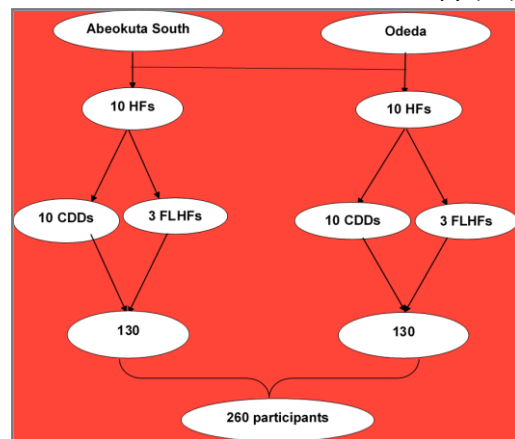 Abeokuta South
Odeda
10 HFs
10 HFs
10 CDDs
3 FLHFs
10 CDDs
3 FLHFs
130
130
260 participants